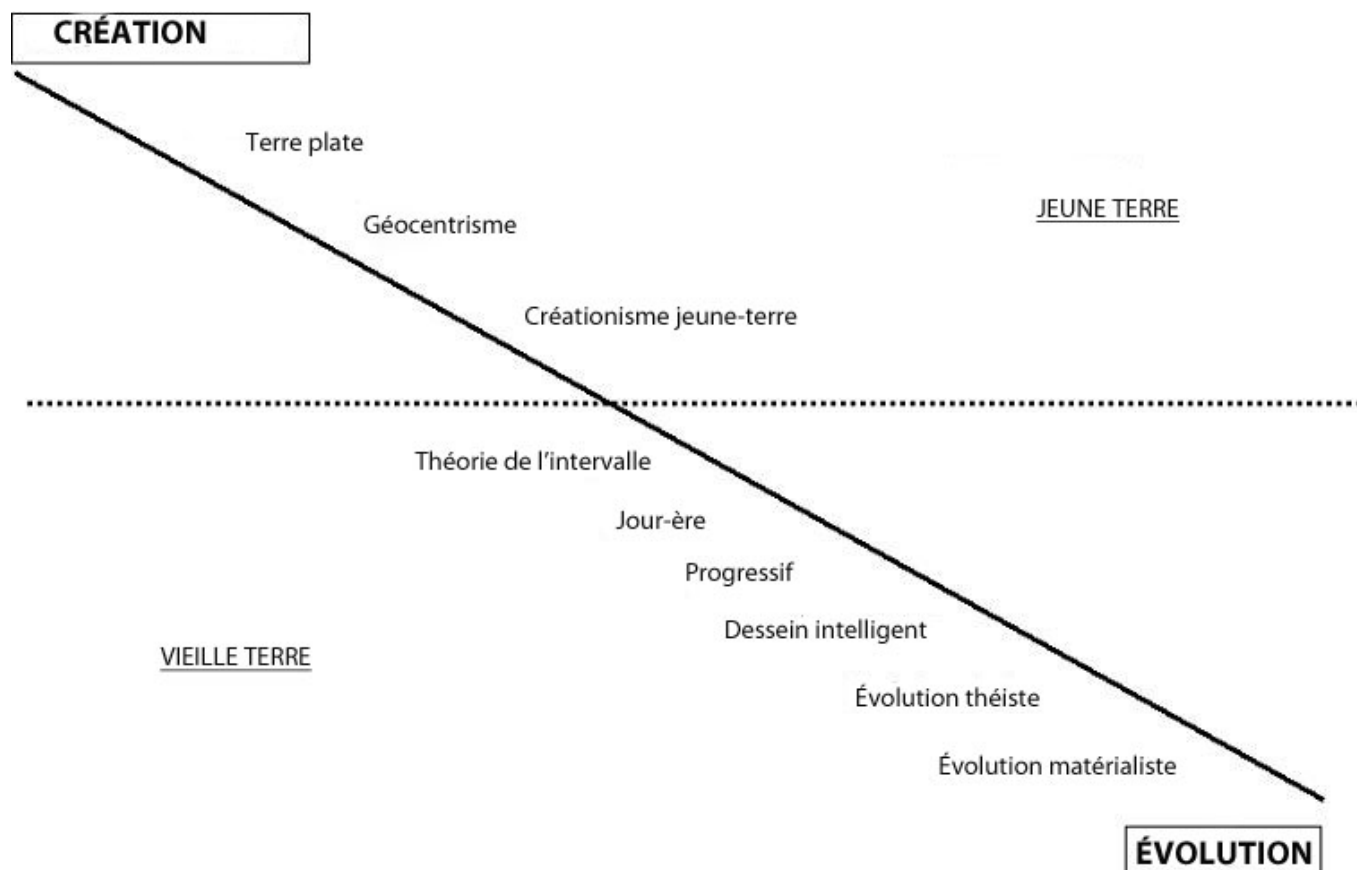 CRÉATION
Terre plate
JEUNE TERRE
Géocentrisme
Créationisme jeune-terre
Théorie de l'intervalle
Jour-ère
Progressif
Dessein intelligent
VIEILLE TERRE
Évolution théiste
Évolution matérialiste
ÉVOLUTION